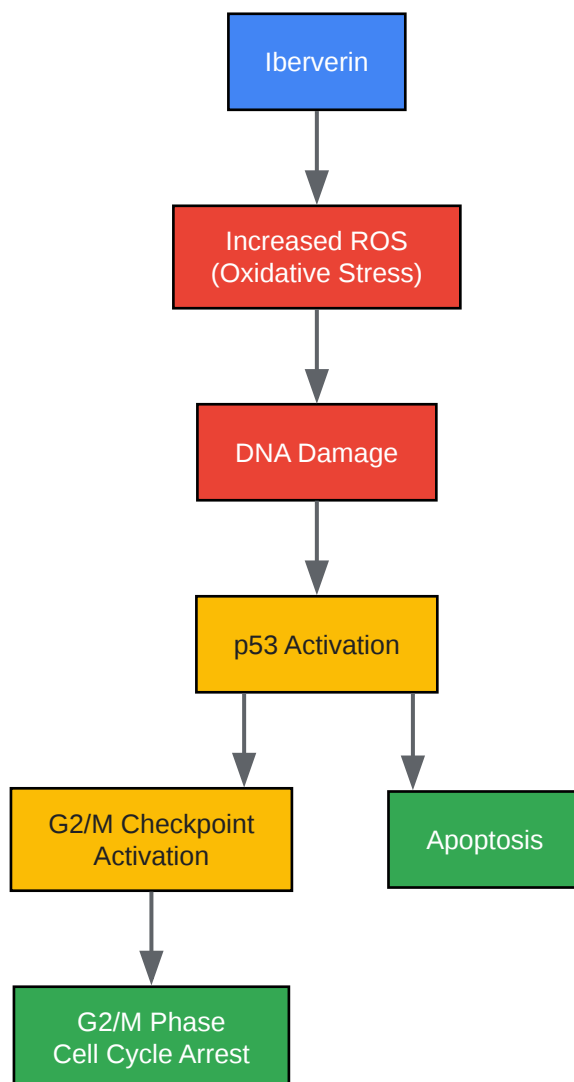 Iberverin
Increased ROS
(Oxidative Stress)
DNA Damage
p53 Activation
G2/M Checkpoint
Activation
Apoptosis
G2/M Phase
Cell Cycle Arrest